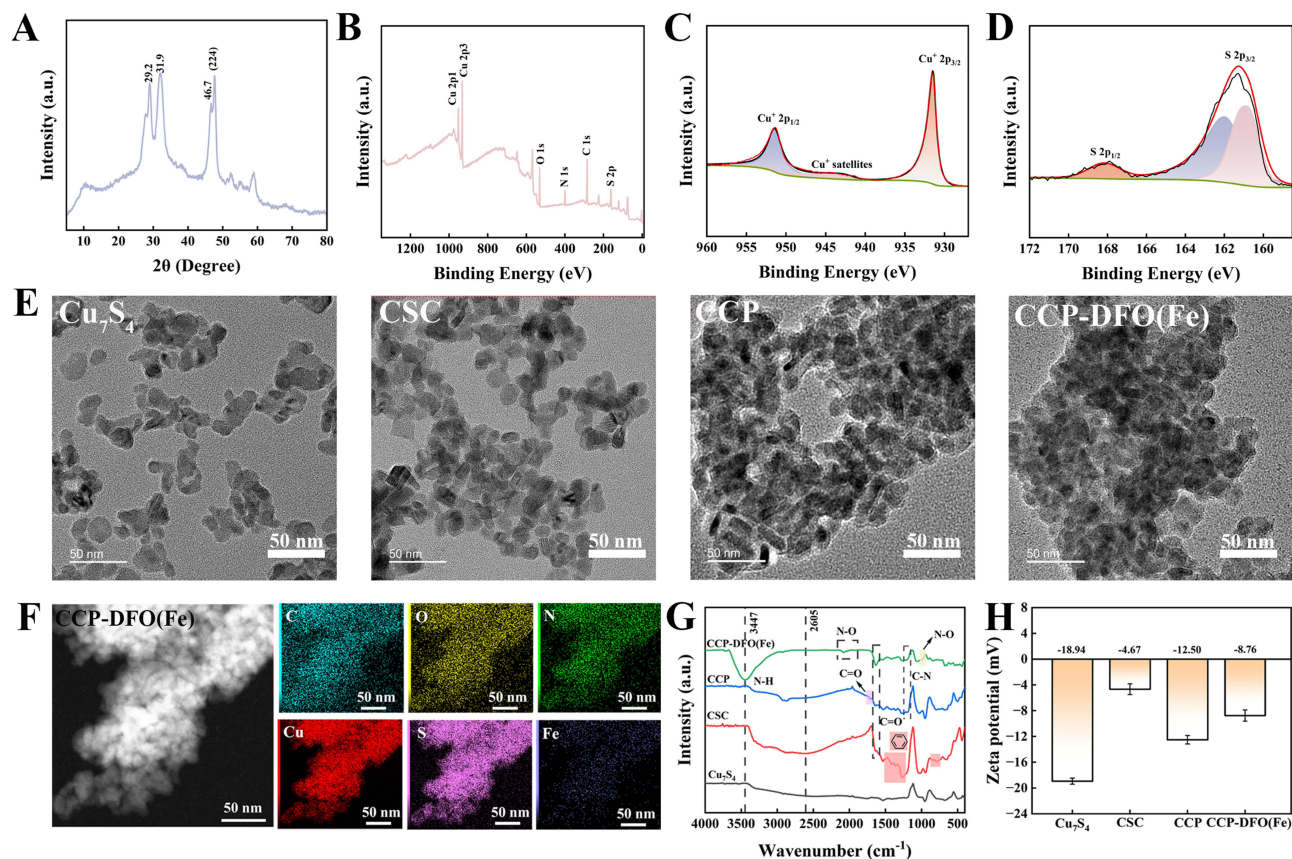 A
29.2
31.9
46.7
(224)
Intensity (a.u.)
10 20 30 40 50 60 70 80
2θ (Degree)
B
Cu 2p1
Cu 2p3
O 1s
N 1s
C 1s
S 2p
Intensity (a.u.)
1000 800 600 400 200 0
Binding Energy (eV)
C
Cu⁺ 2p₁/₂
Cu⁺ satellites
Cu⁺ 2p₃/₂
Intensity (a.u.)
960 955 950 945 940 935 930
Binding Energy (eV)
D
S 2p₁/₂
S 2p₃/₂
Intensity (a.u.)
172 170 168 166 164 162 160
Binding Energy (eV)
E
Cu₇S₄
50 nm
50 nm
CSC
50 nm
50 nm
CCP
50 nm
50 nm
CCP-DFO(Fe)
50 nm
50 nm
F
CCP-DFO(Fe)
50 nm
C
50 nm
O
50 nm
N
50 nm
Cu
50 nm
S
50 nm
Fe
50 nm
G
3447
2605
CCP-DFO(Fe)
N-O
N-O
N-H
C=O
C-N
CCP
CSC
C=O
Cu₇S₄
Intensity (a.u.)
4000 3500 3000 2500 2000 1500 1000 500
Wavenumber (cm⁻¹)
H
Zeta potential (mV)
8
4
0
−4
−8
−12
−16
−20
−24
-18.94 -4.67 -12.50 -8.76
Cu₇S₄ CSC CCP CCP-DFO(Fe)